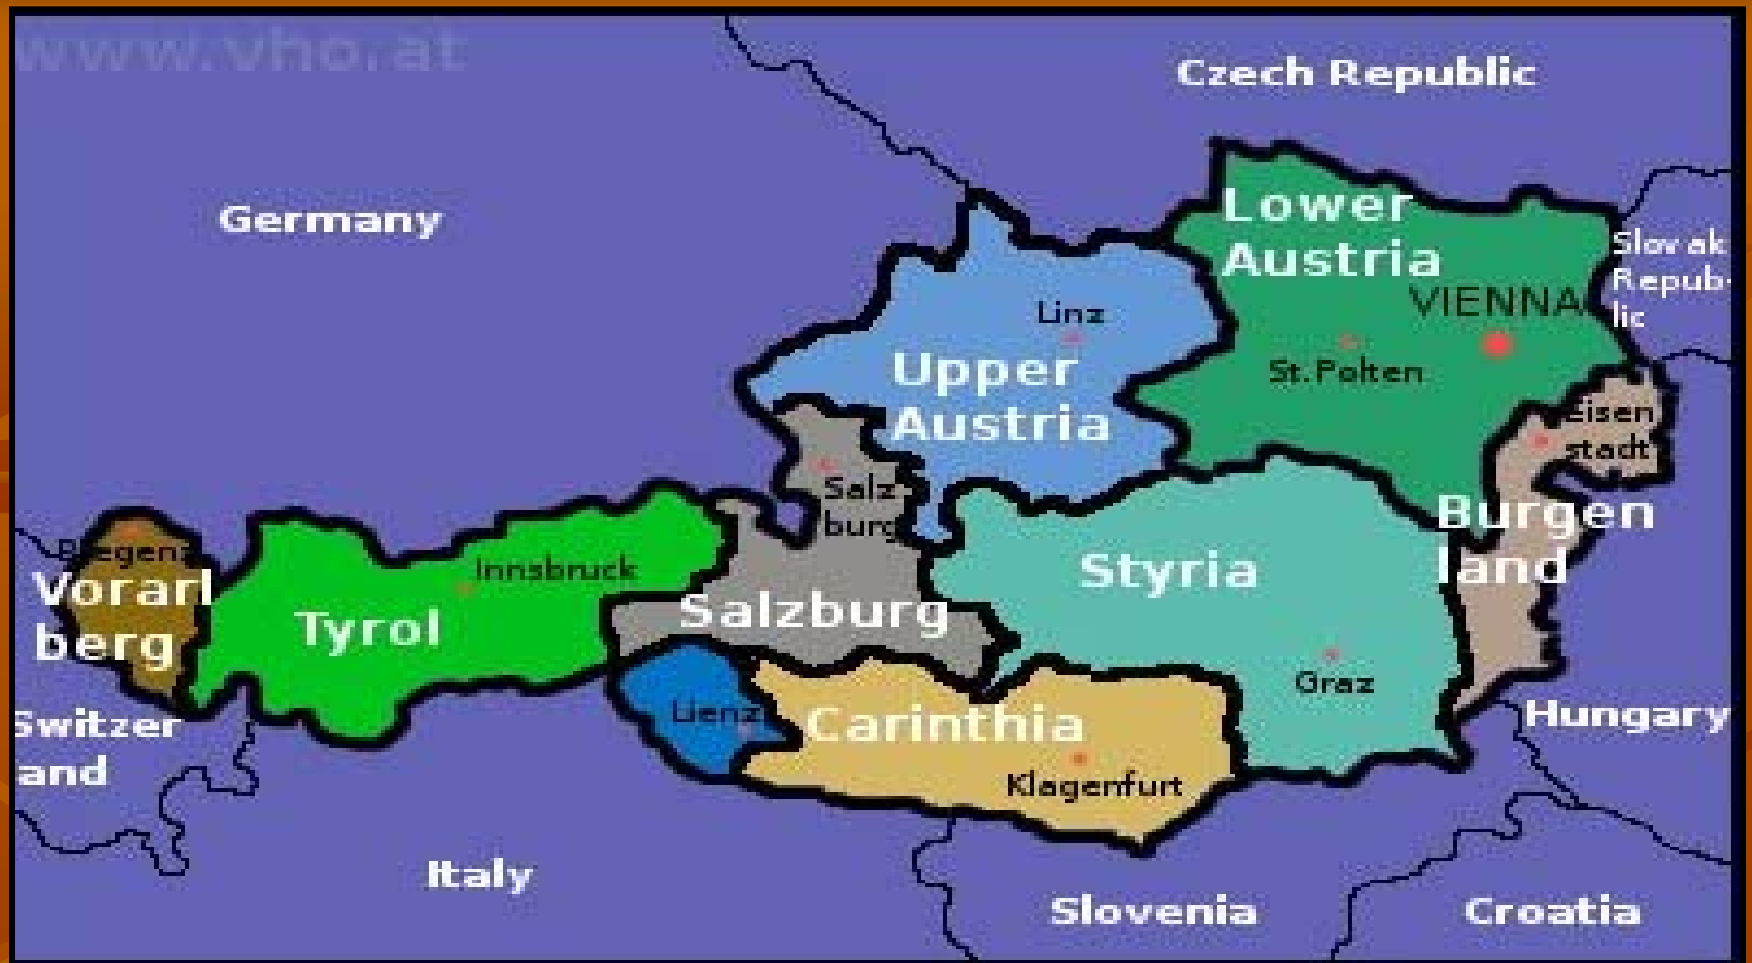 www.vho.at
Czech Republic
Germany
Lower
Austria
Slovak
Repub-
lic
VIENNA
Linz
St.Polten
Upper
Austria
Eisen
stadt
Salz
burg
Burgen
land
Bregenz
Vorarl
berg
Innsbruck
Tyrol
Salzburg
Styria
Graz
Switzer
land
Lienz
Carinthia
Klagenfurt
Hungary
Italy
Slovenia
Croatia